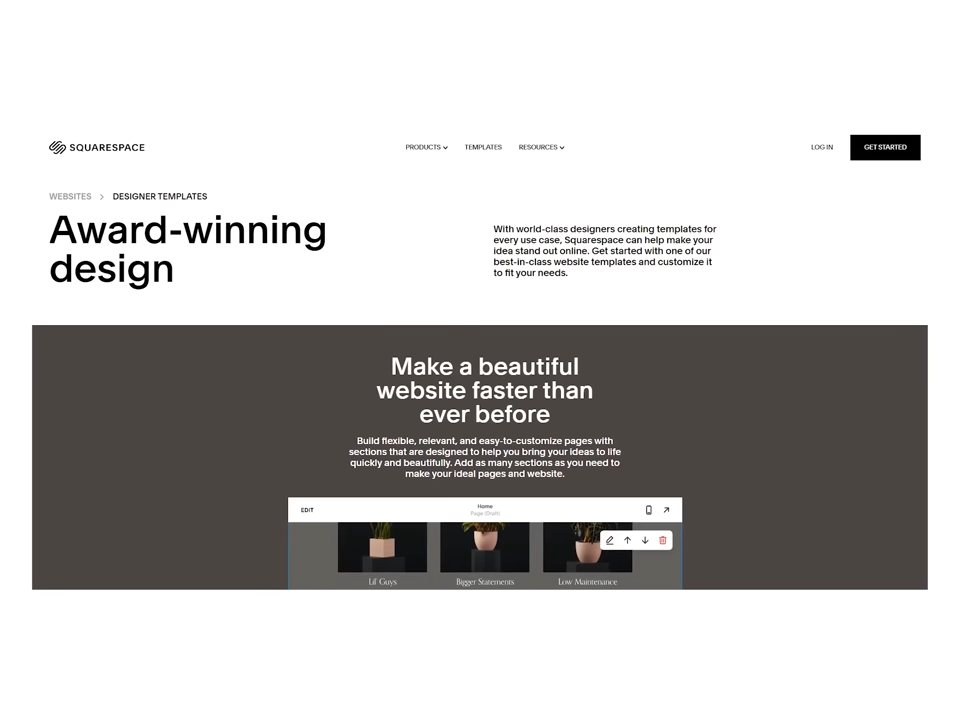 SQUARESPACE
PRODUCTS
TEMPLATES
RESOURCES
LOG IN
GET STARTED
WEBSITES > DESIGNER TEMPLATES
Award-winning
design
With world-class designers creating templates for
every use case, Squarespace can help make your
idea stand out online. Get started with one of our
best-in-class website templates and customize it
to fit your needs.
Make a beautiful
website faster than
ever before
Build flexible, relevant, and easy-to-customize pages with
sections that are designed to help you bring your ideas to life
quickly and beautifully. Add as many sections as you need to
make your ideal pages and website.
EDIT
Home
Page (Draft)
Lil' Guys
Bigger Statements
Low Maintenance